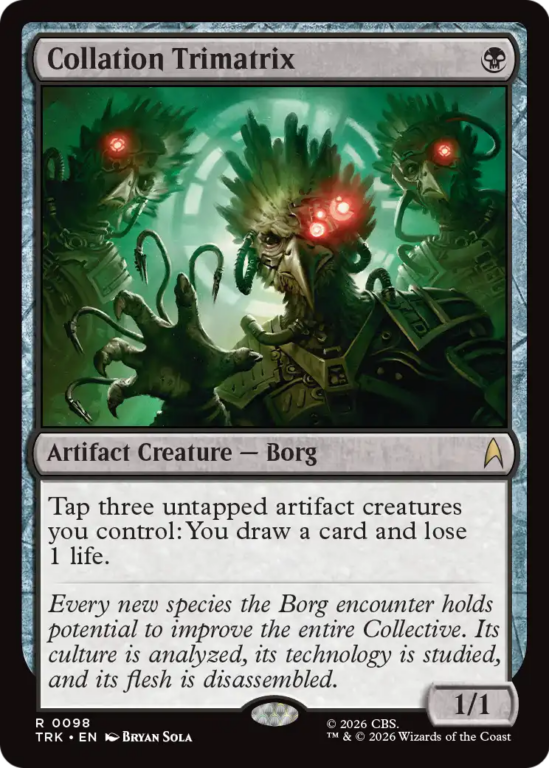 Collation Trimatrix
Artifact Creature — Borg
Tap three untapped artifact creatures
you control: You draw a card and lose
1 life.
Every new species the Borg encounter holds
potential to improve the entire Collective. Its
culture is analyzed, its technology is studied,
and its flesh is disassembled.
1/1
R 0098
TRK • EN BRYAN SOLA
© 2026 CBS.
™ & © 2026 Wizards of the Coast